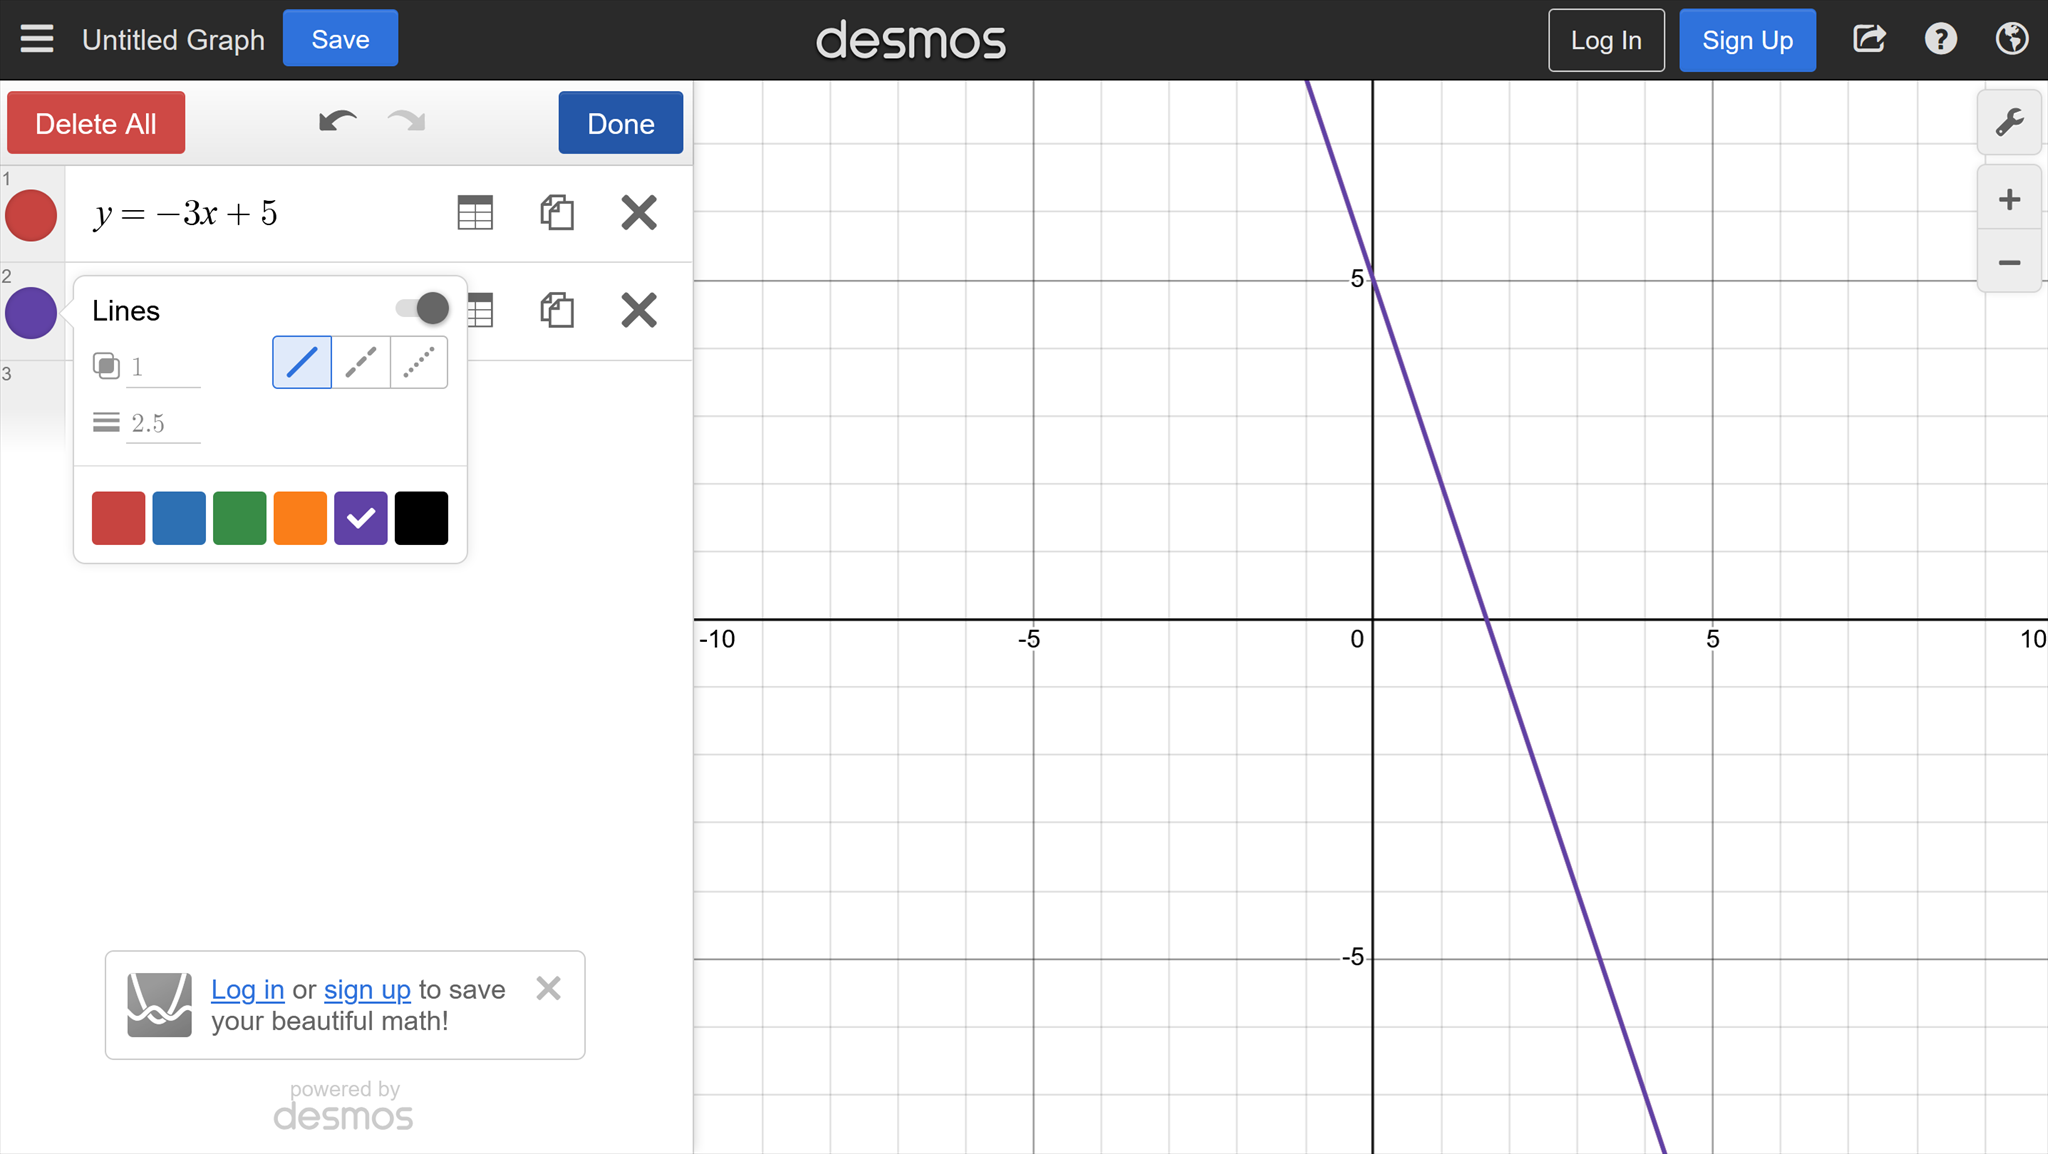 Untitled Graph Save desmos Log In Sign Up ?
Delete All Done
1
y = −3x + 5
2
Lines
1
2.5
3
Log in or sign up to save
your beautiful math!
powered by
desmos
5
-10 -5 0 5 10
-5
+
−